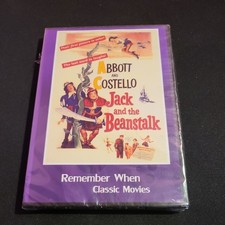 ABBOTT
AND
COSTELLO
Jack
and the
Beanstalk
Remember When
Classic Movies